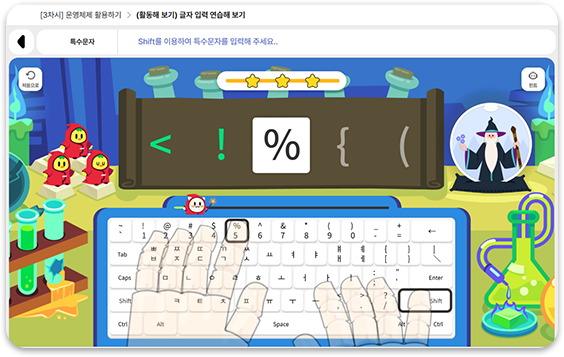 [3차시] 운영체제 활용하기 > (활동해 보기) 글자 입력 연습해 보기
특수문자 Shift를 이용하여 특수문자를 입력해 주세요..
처음으로
힌트
< ! % { (
~ ! @ # $ % ^ & * ( ) _ +
` 1 2 3 4 5 6 7 8 9 0 - = ←
Tab ㅛ ㅕ ㅑ
Caps ㅎ ㅗ ㅓ ㅏ Enter
Shift ㅋ ㅌ ㅊ ㅍ ㅠ ㅜ ㅡ < > ? Shift
Ctrl Alt Space Alt Ctrl